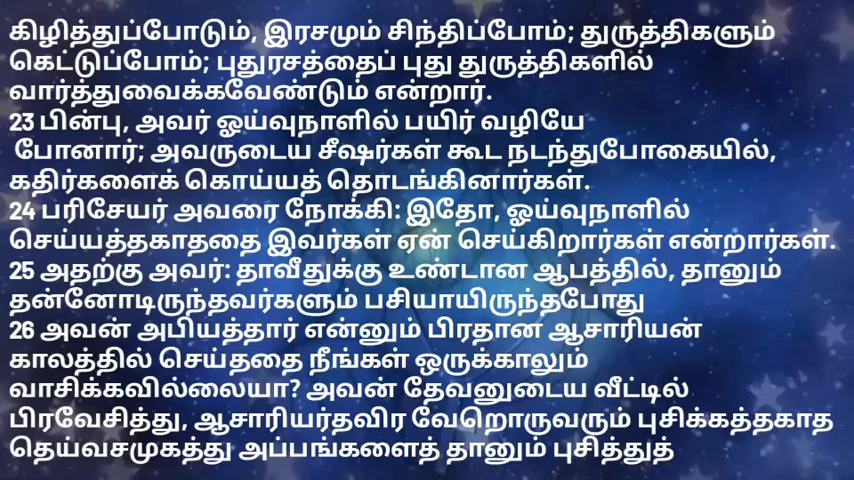 கிழித்துப்போடும், இரசமும் சிந்திப்போம்; துருத்திகளும்
கெட்டுப்போம்; புதுரசத்தைப் புது துருத்திகளில்
வார்த்துவைக்கவேண்டும் என்றார்.
23 பின்பு, அவர் ஓய்வுநாளில் பயிர் வழியே
போனார்; அவருடைய சீஷர்கள் கூட நடந்துபோகையில்,
கதிர்களைக் கொய்யத் தொடங்கினார்கள்.
24 பரிசேயர் அவரை நோக்கி: இதோ, ஓய்வுநாளில்
செய்யத்தகாததை இவர்கள் ஏன் செய்கிறார்கள் என்றார்கள்.
25 அதற்கு அவர்: தாவீதுக்கு உண்டான ஆபத்தில், தானும்
தன்னோடிருந்தவர்களும் பசியாயிருந்தபோது
26 அவன் அபியத்தார் என்னும் பிரதான ஆசாரியன்
காலத்தில் செய்ததை நீங்கள் ஒருக்காலும்
வாசிக்கவில்லையா? அவன் தேவனுடைய வீட்டில்
பிரவேசித்து, ஆசாரியர்தவிர வேறொருவரும் புசிக்கத்தகாத
தெய்வசமுகத்து அப்பங்களைத் தானும் புசித்துத்